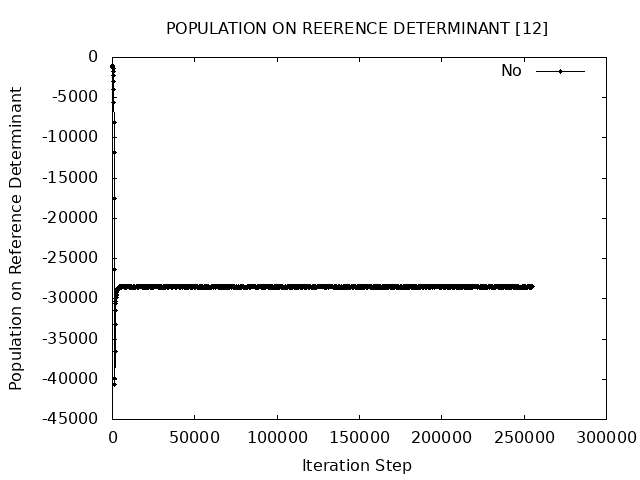 POPULATION ON REERENCE DETERMINANT [12]
No
Population on Reference Determinant
0
-5000
-10000
-15000
-20000
-25000
-30000
-35000
-40000
-45000
0 50000 100000 150000 200000 250000 300000
Iteration Step